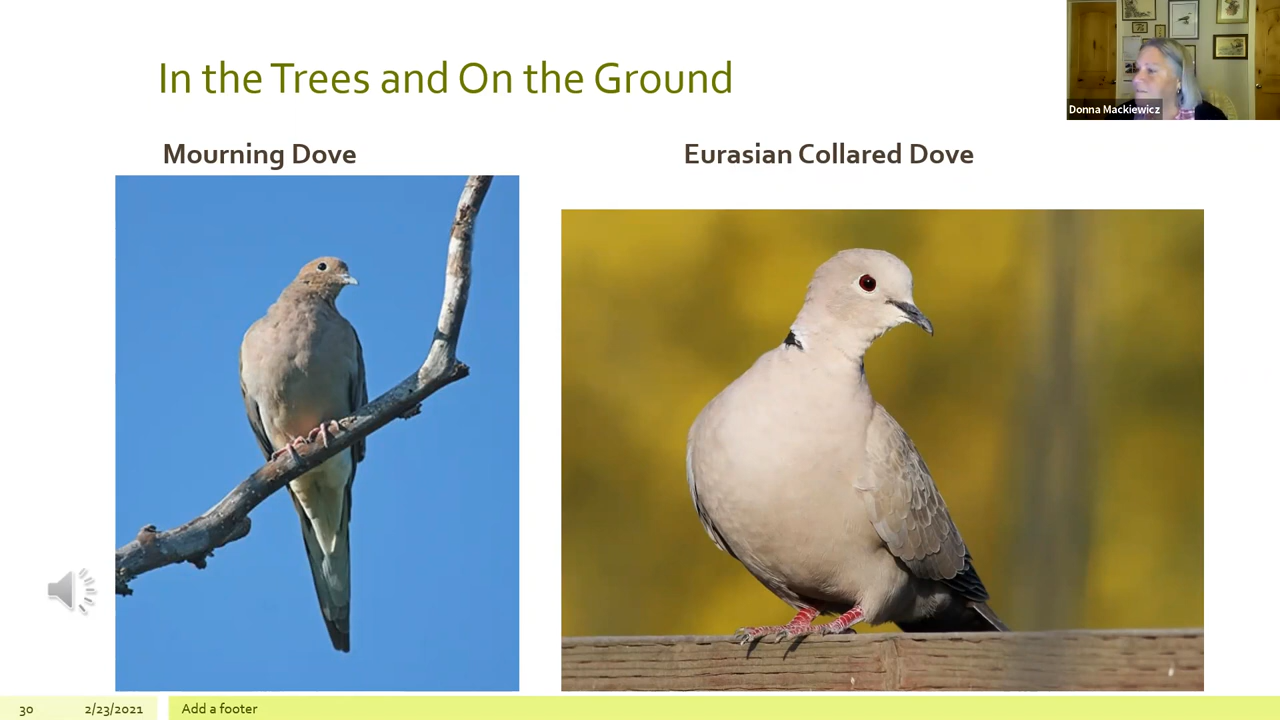 In the Trees and On the Ground
Donna Mackiewicz
Mourning Dove
Eurasian Collared Dove
30
2/23/2021
Add a footer